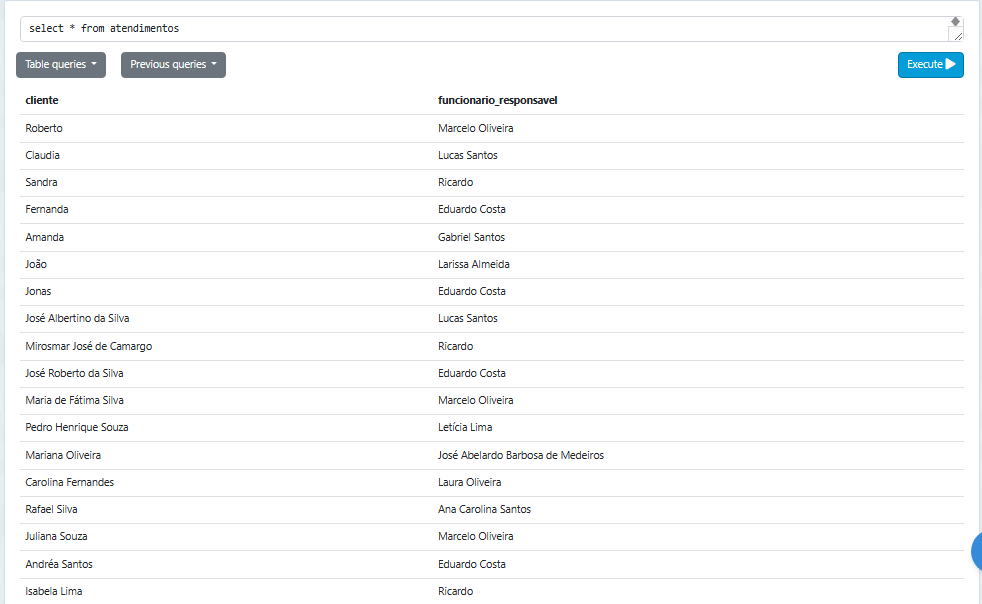 select * from atendimentos
Table queries Previous queries Execute
cliente funcionario_responsavel
Roberto Marcelo Oliveira
Claudia Lucas Santos
Sandra Ricardo
Fernanda Eduardo Costa
Amanda Gabriel Santos
João Larissa Almeida
Jonas Eduardo Costa
José Albertino da Silva Lucas Santos
Mirosmar José de Camargo Ricardo
José Roberto da Silva Eduardo Costa
Maria de Fátima Silva Marcelo Oliveira
Pedro Henrique Souza Letícia Lima
Mariana Oliveira José Abelardo Barbosa de Medeiros
Carolina Fernandes Laura Oliveira
Rafael Silva Ana Carolina Santos
Juliana Souza Marcelo Oliveira
Andréa Santos Eduardo Costa
Isabela Lima Ricardo